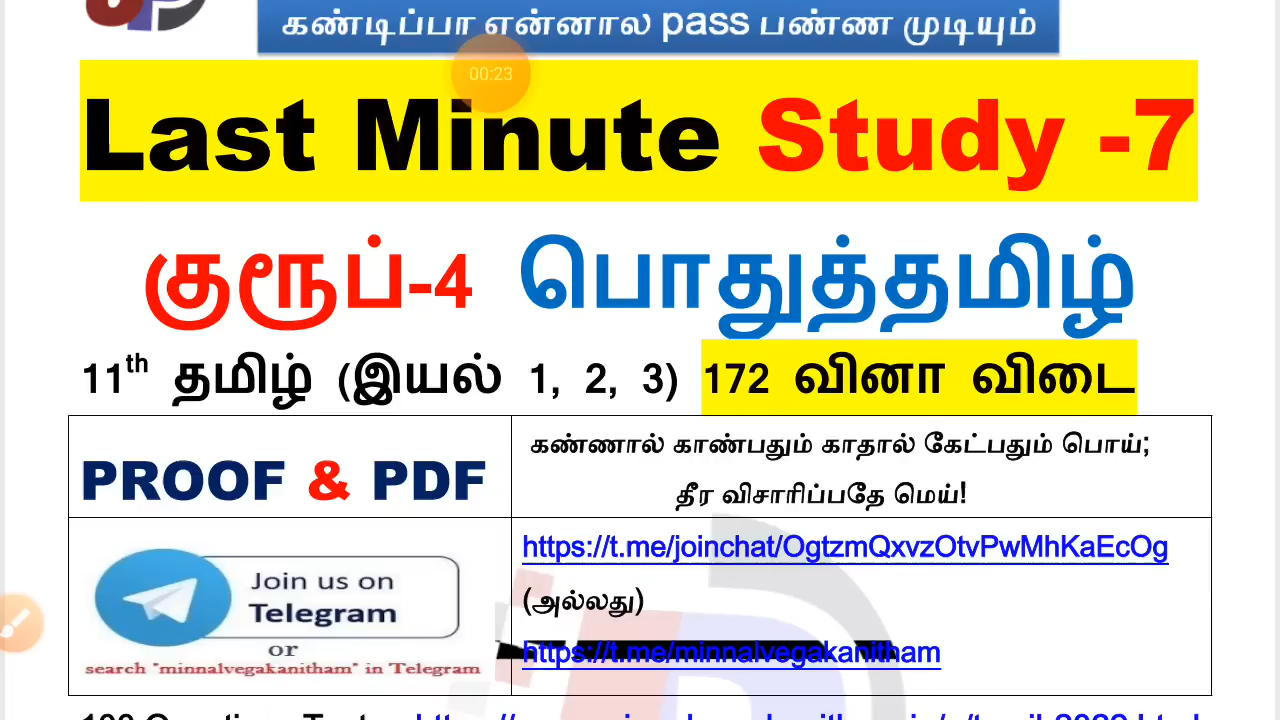 கண்டிப்பா என்னால pass பண்ண முடியும்
00:23
Last Minute Study -7
குரூப்-4 பொதுத்தமிழ்
11th தமிழ் (இயல் 1, 2, 3) 172 வினா விடை
PROOF & PDF
கண்ணால் காண்பதும் காதால் கேட்பதும் பொய்;
தீர விசாரிப்பதே மெய்!
Join us on
Telegram
or
search "minnalvegakanitham" in Telegram
https://t.me/joinchat/OgtzmQxvzOtvPwMhKaEcOg
(அல்லது)
https://t.me/minnalvegakanitham